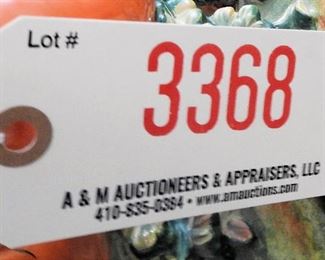 Lot #
3368
A & M AUCTIONEERS & APPRAISERS, LLC
410-835-0384 • www.amauctions.com